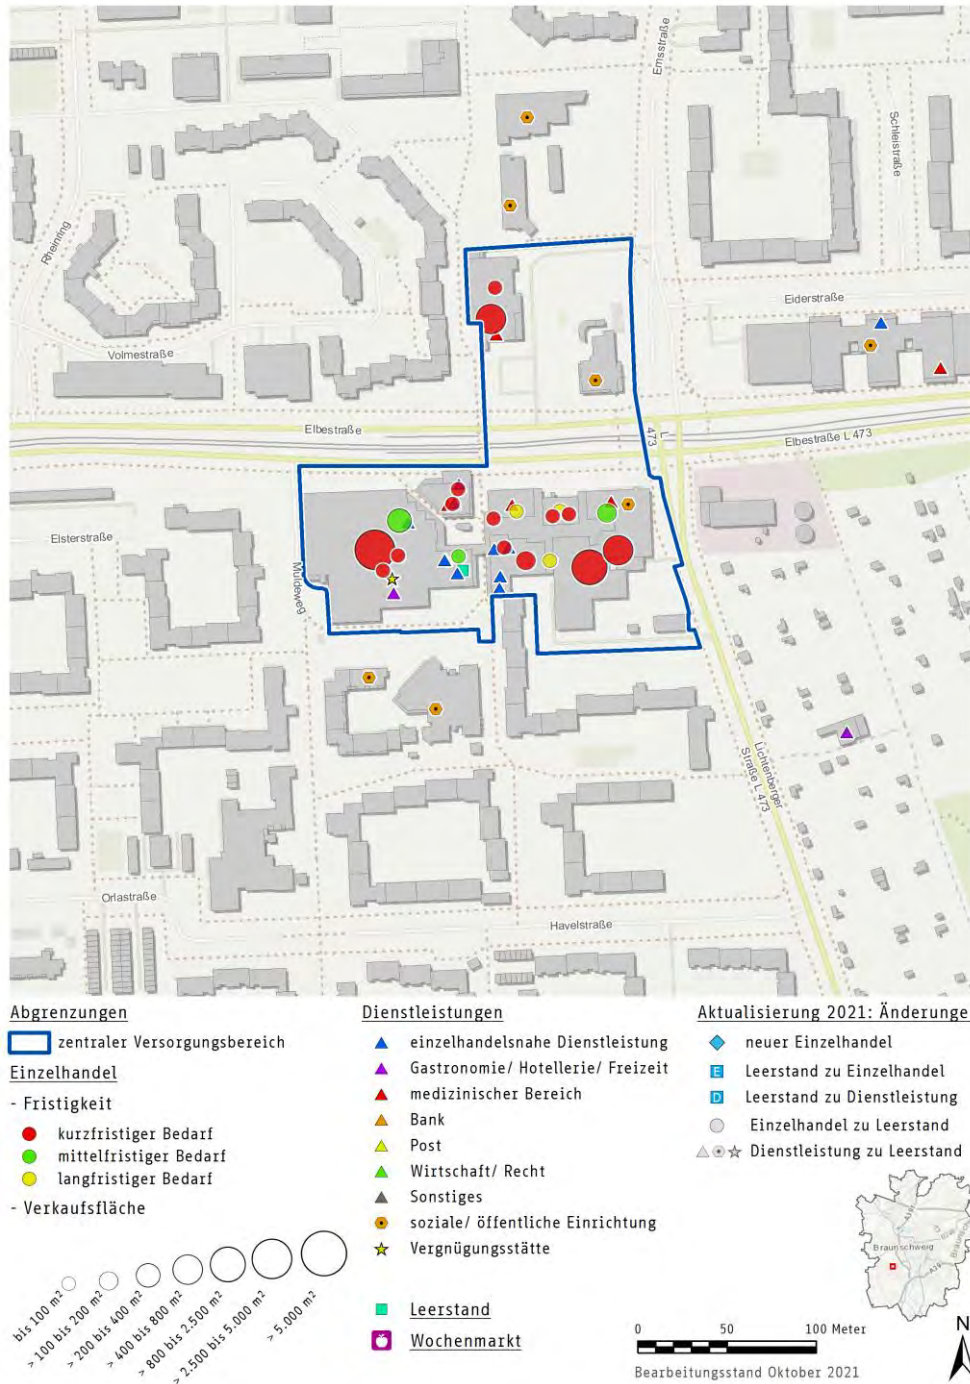 Emsstraße
Schleistraße
Rheinring
Eiderstraße
Volmestraße
Elbestraße
L 473
Elbestraße L 473
Elsterstraße
Muldeweg
Lichtenberger
Straße L 473
Orlastraße
Havelstraße
Abgrenzungen
zentraler Versorgungsbereich
Einzelhandel
- Fristigkeit
kurzfristiger Bedarf
mittelfristiger Bedarf
langfristiger Bedarf
- Verkaufsfläche
bis 100 m²
> 100 bis 200 m²
> 200 bis 400 m²
> 400 bis 800 m²
> 800 bis 2.500 m²
> 2.500 bis 5.000 m²
> 5.000 m²
Dienstleistungen
einzelhandelsnahe Dienstleistung
Gastronomie/ Hotellerie/ Freizeit
medizinischer Bereich
Bank
Post
Wirtschaft/ Recht
Sonstiges
soziale/ öffentliche Einrichtung
Vergnügungsstätte
Leerstand
Wochenmarkt
Aktualisierung 2021: Änderunge
neuer Einzelhandel
E Leerstand zu Einzelhandel
D Leerstand zu Dienstleistung
Einzelhandel zu Leerstand
Dienstleistung zu Leerstand
Braunschweig
N
0 50 100 Meter
Bearbeitungsstand Oktober 2021